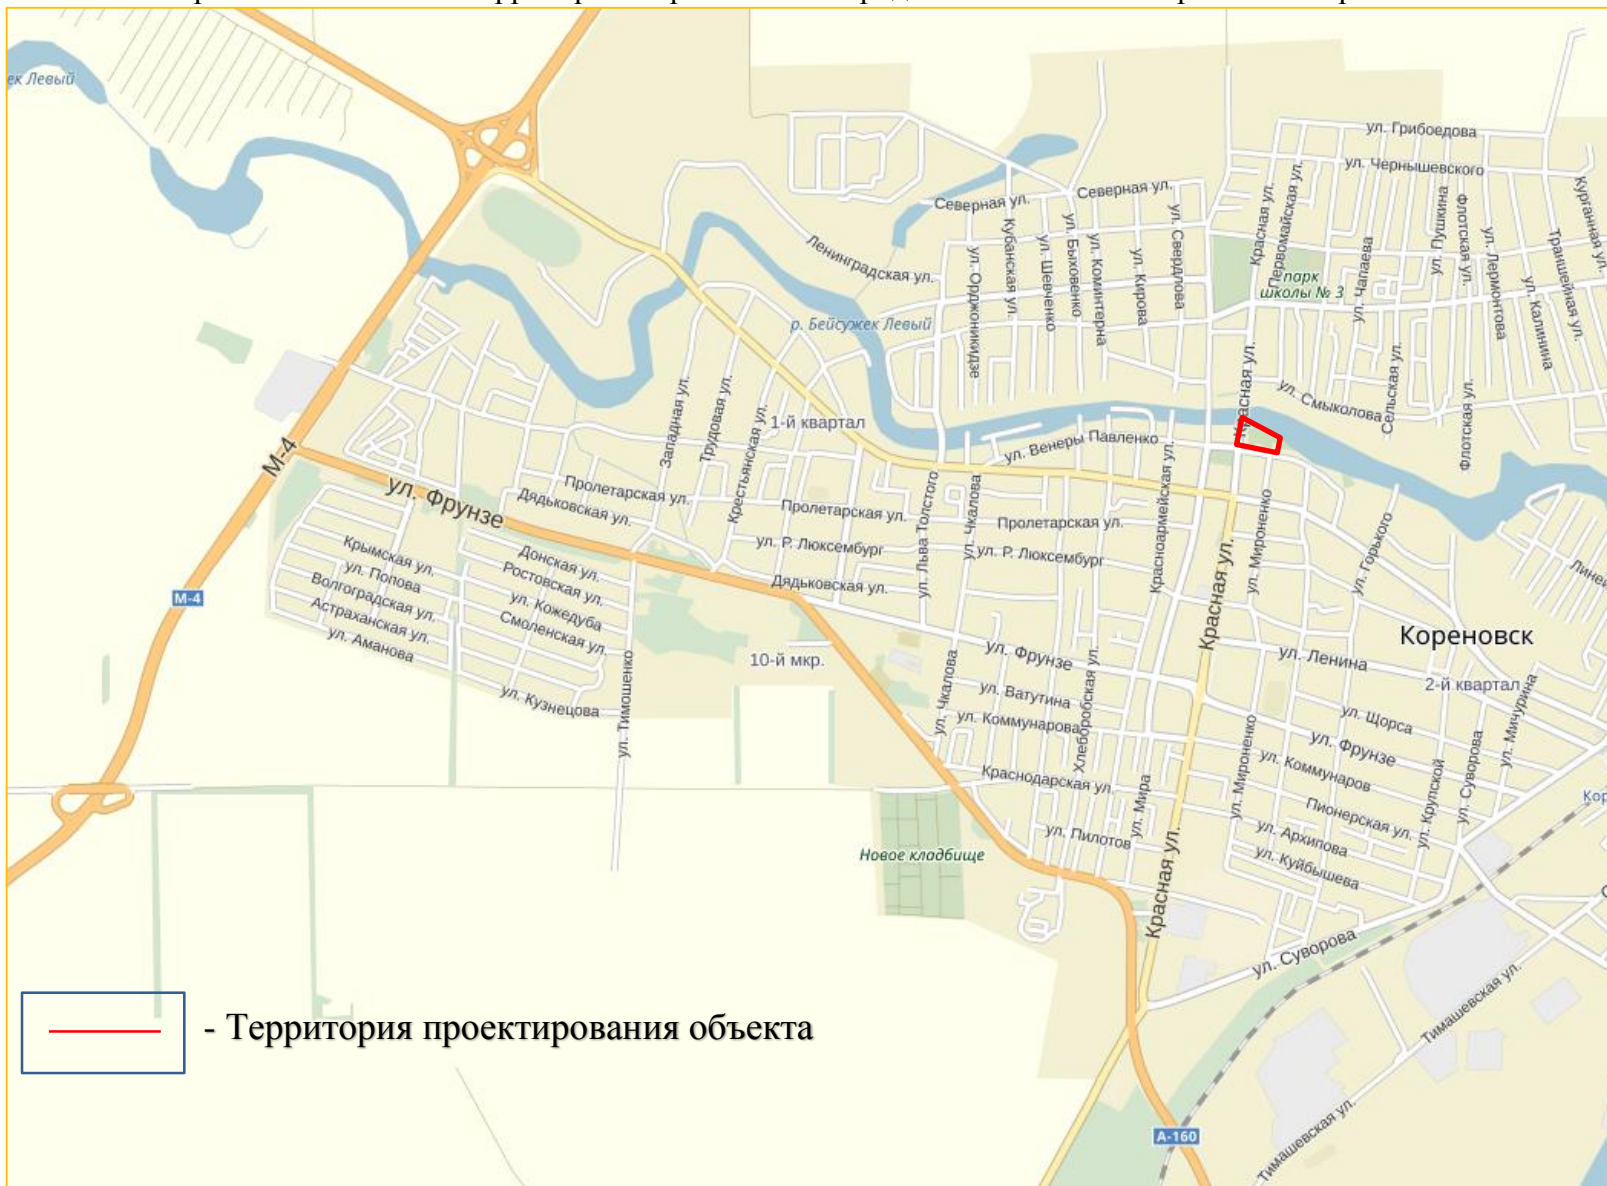 ек Левый
ул. Грибоедова
ул. Чернышевского
Северная ул.
Северная ул.
Кубанская ул.
ул. Орджоникидзе
ул. Шевченко
ул. Быховенко
ул. Коминтерна
ул. Кирова
ул. Свердлова
Красная ул.
Первомайская ул.
ул. Чапаева
ул. Пушкина
Флотская ул.
ул. Лермонтова
ул. Калинина
Траншейная ул.
Курганная ул.
парк
школы № 3
Ленинградская ул.
р. Бейсужек Левый
Красная ул.
ул. Смыколова
Сельская ул.
Флотская ул.
Западная ул.
Трудовая ул.
Крестьянская ул.
1-й квартал
ул. Венеры Павленко
Красноармейская ул.
М-4
ул. Фрунзе
Пролетарская ул.
Дядьковская ул.
Пролетарская ул.
Пролетарская ул.
ул. Льва Толстого
ул. Чкалова
ул. Р. Люксембург
ул. Р. Люксембург
Дядьковская ул.
Красная ул.
ул. Мироненко
ул. Горького
М-4
Крымская ул.
ул. Попова
Волгоградская ул.
Астраханская ул.
ул. Аманова
Донская ул.
Ростовская ул.
ул. Кожедуба
Смоленская ул.
ул. Кузнецова
ул. Тимошенко
10-й мкр.
ул. Фрунзе
ул. Чкалова
ул. Ватутина
ул. Коммунарова
Хлеборобская ул.
Краснодарская ул.
ул. Мира
ул. Пилотов
Кореновск
ул. Ленина
2-й квартал
ул. Щорса
ул. Фрунзе
ул. Мироненко
ул. Коммунаров
Пионерская ул.
ул. Крупской
ул. Суворова
ул. Мичурина
ул. Архипова
ул. Куйбышева
Кор
Новое кладбище
Красная ул.
ул. Суворова
Тимашевская ул.
Тимашевская ул.
А-160
- Территория проектирования объекта